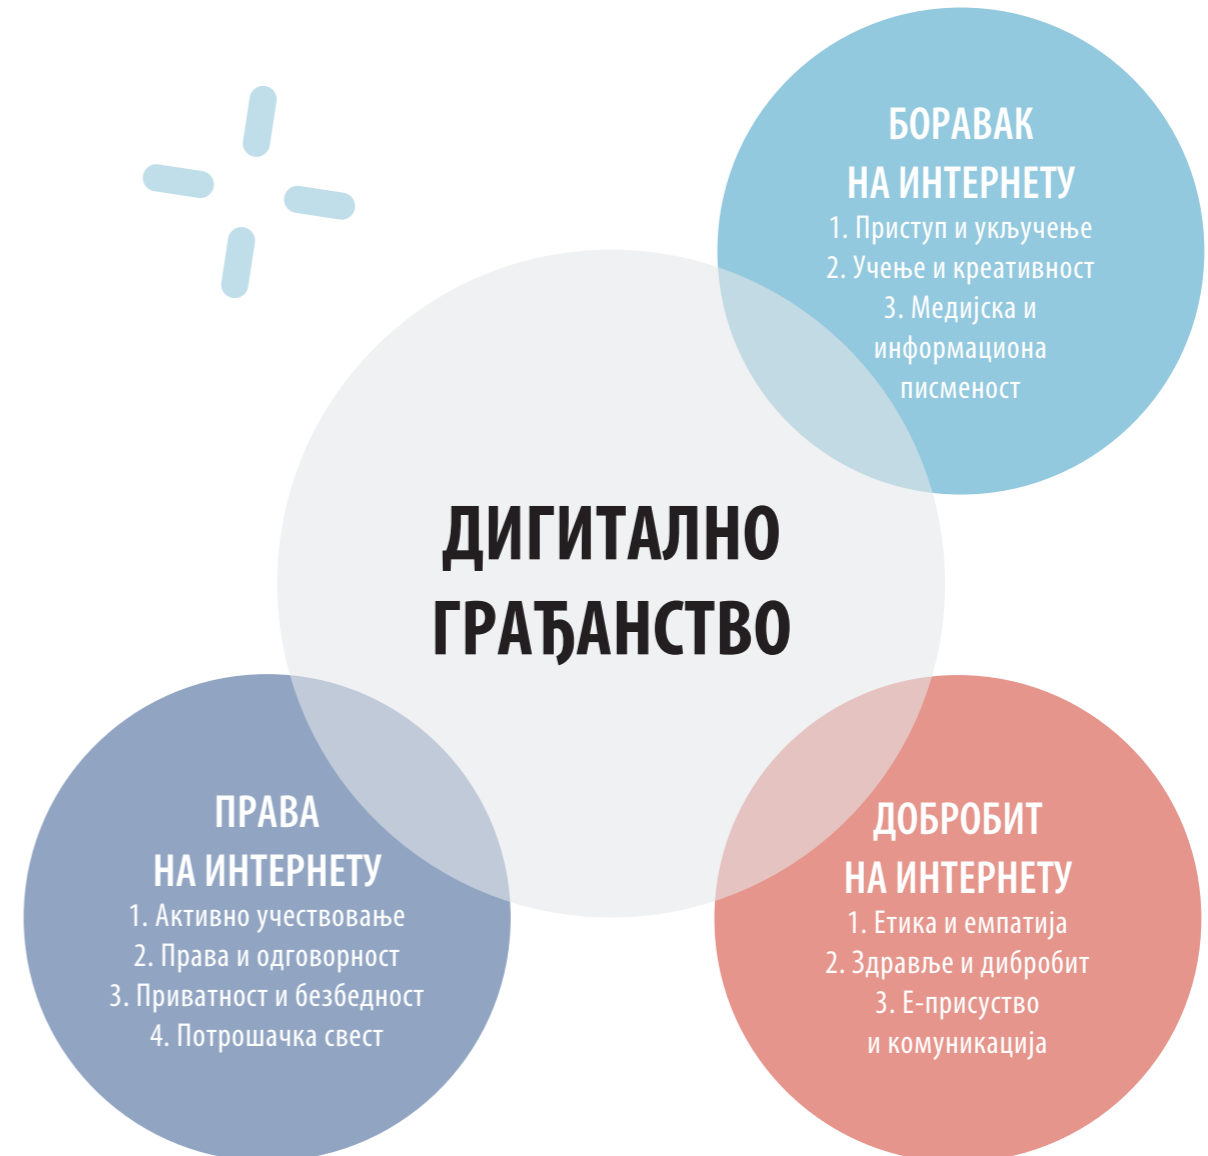 БОРАВАК
НА ИНТЕРНЕТУ
1. Приступ и укључење
2. Учење и креативност
3. Медијска и
информациона
писменост
ДИГИТАЛНО
ГРАЂАНСТВО
ПРАВА
НА ИНТЕРНЕТУ
1. Активно учествовање
2. Права и одговорност
3. Приватност и безбедност
4. Потрошачка свест
ДОБРОБИТ
НА ИНТЕРНЕТУ
1. Етика и емпатија
2. Здравље и дибробит
3. Е-присуство
и комуникација